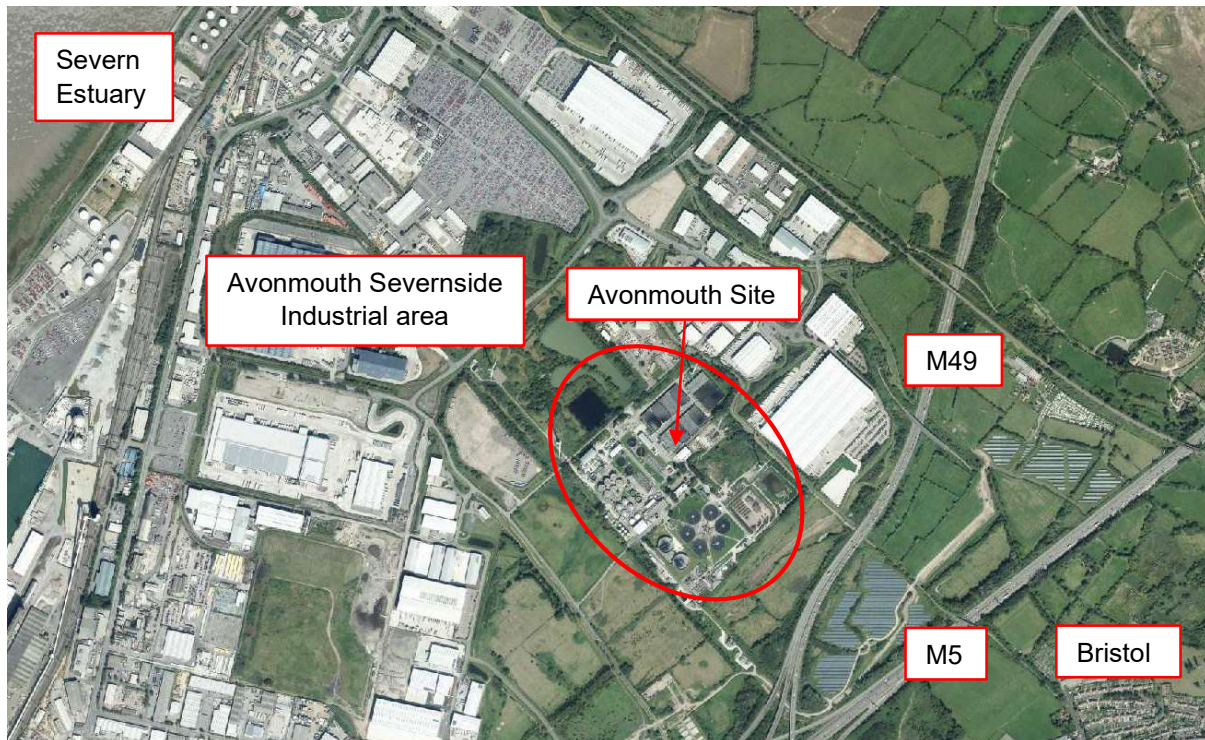 Severn
Estuary
Avonmouth Severnside
Industrial area
Avonmouth Site
M49
M5
Bristol